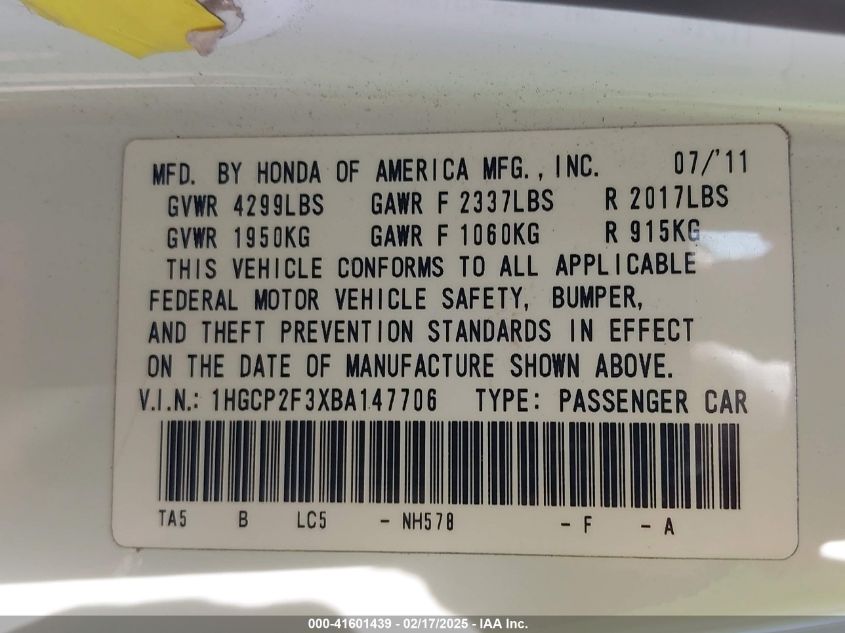 MFD. BY HONDA OF AMERICA MFG., INC. 07/'11
GVWR 4299LBS GAWR F 2337LBS R 2017LBS
GVWR 1950KG GAWR F 1060KG R 915KG
THIS VEHICLE CONFORMS TO ALL APPLICABLE
FEDERAL MOTOR VEHICLE SAFETY, BUMPER,
AND THEFT PREVENTION STANDARDS IN EFFECT
ON THE DATE OF MANUFACTURE SHOWN ABOVE.
V.I.N.: 1HGCP2F3XBA147706 TYPE: PASSENGER CAR
TA5 B LC5 - NH578 - F - A
000-41601439 - 02/17/2025 - IAA Inc.